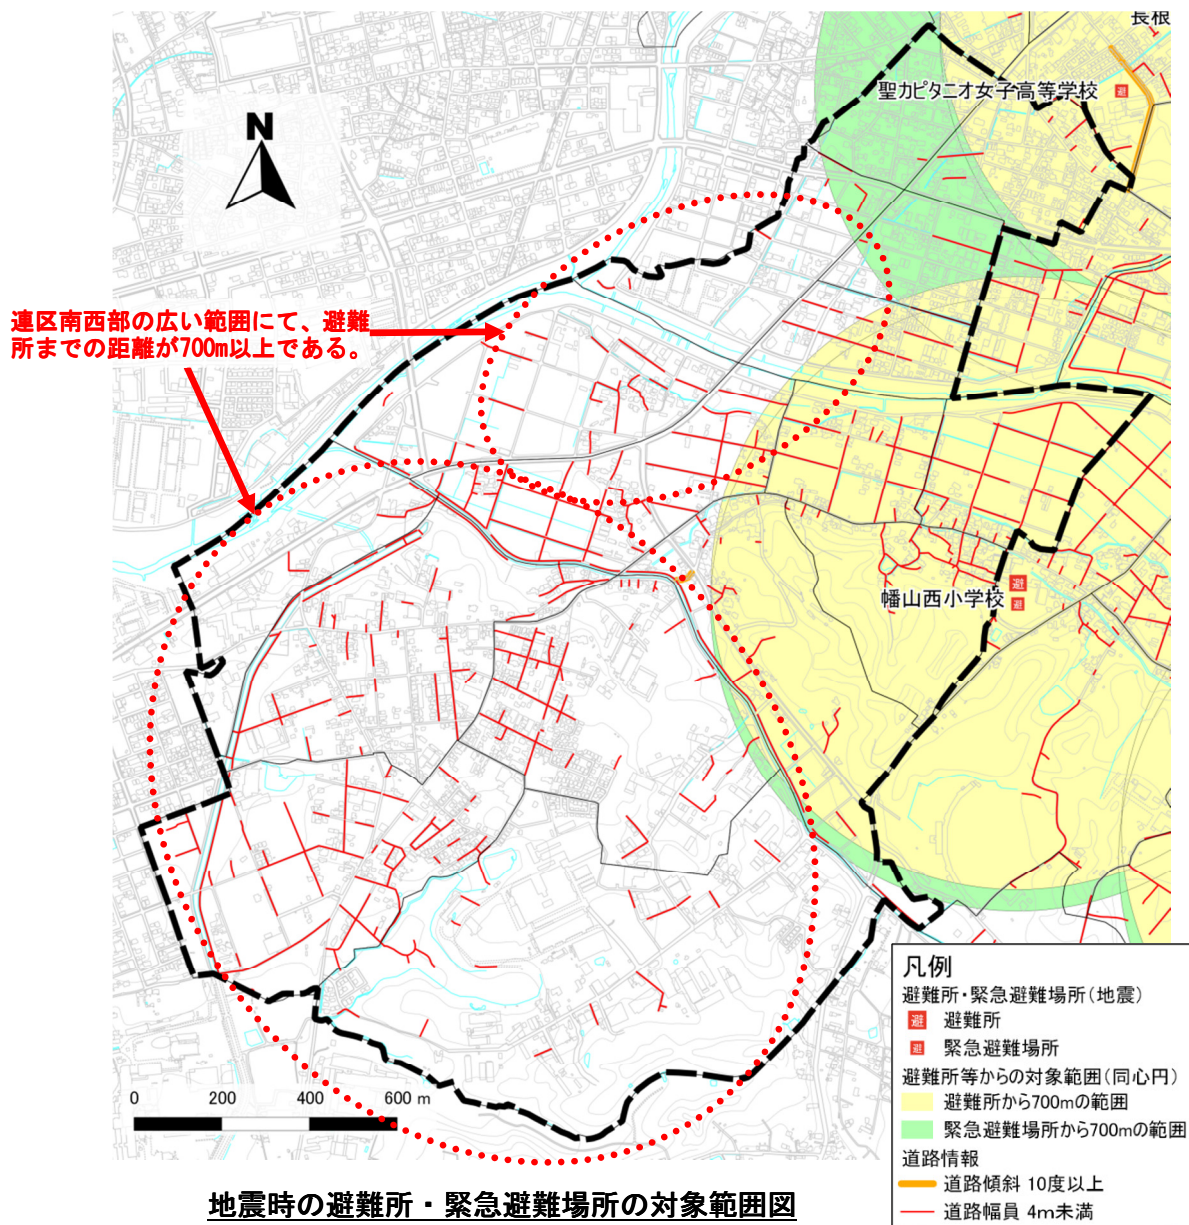 長根
聖カピタニオ女子高等学校
避
N
連区南西部の広い範囲にて、避難
所までの距離が700m以上である。
避
幡山西小学校
避
凡例
避難所・緊急避難場所(地震)
避 避難所
避 緊急避難場所
避難所等からの対象範囲(同心円)
避難所から700mの範囲
緊急避難場所から700mの範囲
道路情報
道路傾斜 10度以上
道路幅員 4m未満
0 200 400 600 m
地震時の避難所・緊急避難場所の対象範囲図